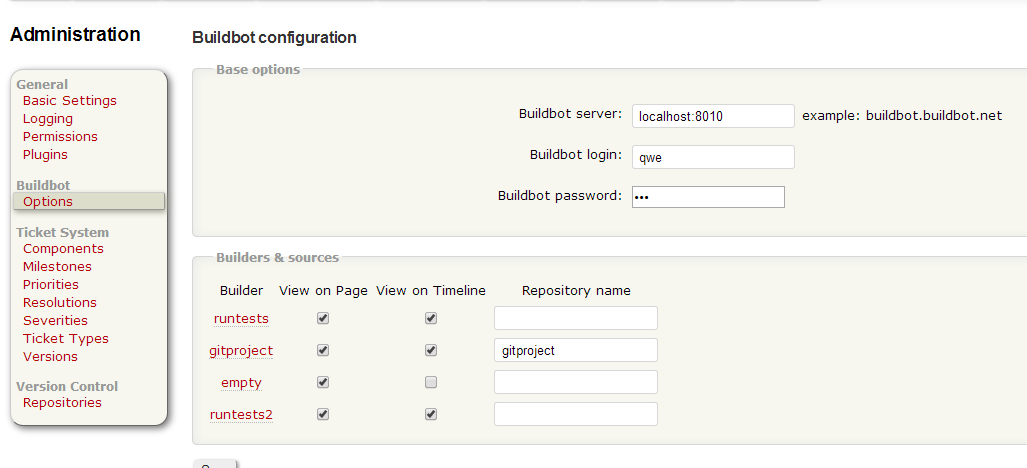 Administration
General
Basic Settings
Logging
Permissions
Plugins
Buildbot
Options
Ticket System
Components
Milestones
Priorities
Resolutions
Severities
Ticket Types
Versions
Version Control
Repositories
Buildbot configuration
Base options
Buildbot server: localhost:8010 example: buildbot.buildbot.net
Buildbot login: qwe
Buildbot password: •••
Builders & sources
Builder View on Page View on Timeline Repository name
runtests
gitproject gitproject
empty
runtests2